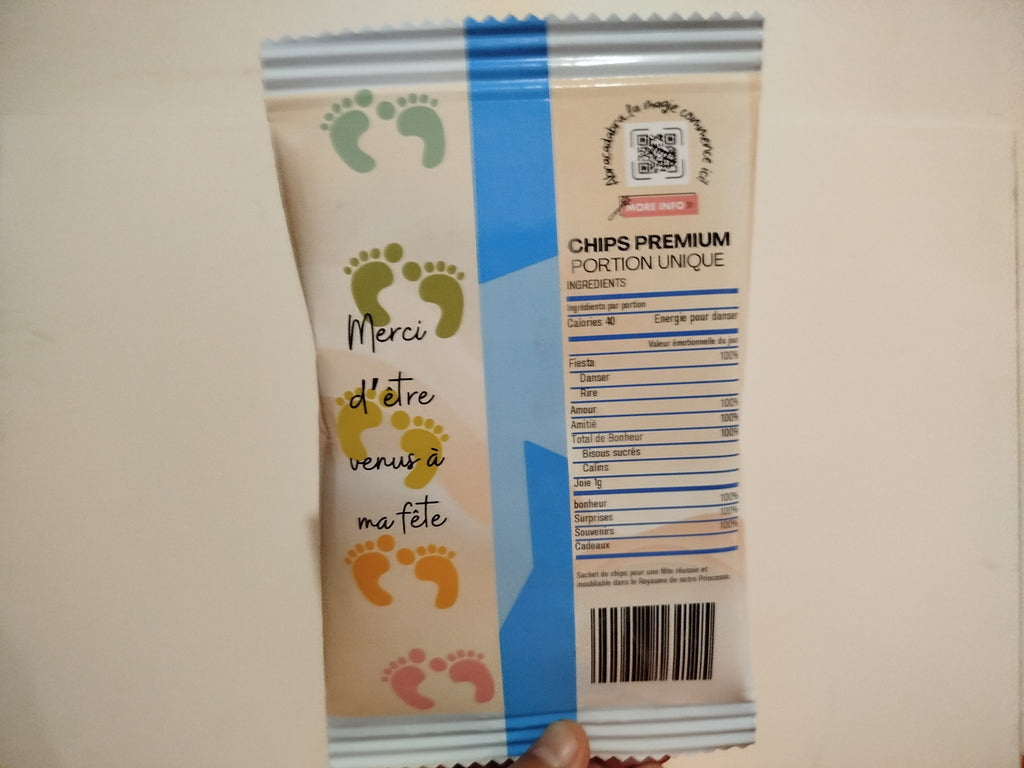 Merci
d'être
venus à
ma fête
Abracadabra la magie commence ici
MORE INFO >
CHIPS PREMIUM
PORTION UNIQUE
INGREDIENTS
Ingrédients par portion
Calories 40 Energie pour danser
Valeur émotionnelle du jour
Fiesta 100%
Danser
Rire
Amour 100%
Amitié 100%
Total de Bonheur 100%
Bisous sucrés
Calins
Joie 1g
bonheur 100%
Surprises 100%
Souvenirs 100%
Cadeaux
Sachet de chips pour une fête réussie et
inoubliable dans le Royaume de notre Princesse.